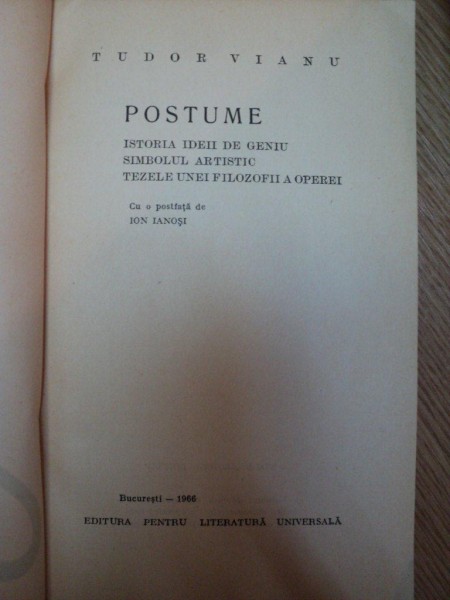 TUDOR VIANU
POSTUME
ISTORIA IDEII DE GENIU
SIMBOLUL ARTISTIC
TEZELE UNEI FILOZOFII A OPEREI
Cu o postfață de
ION IANOȘI
București — 1966
EDITURA PENTRU LITERATURĂ UNIVERSALĂ